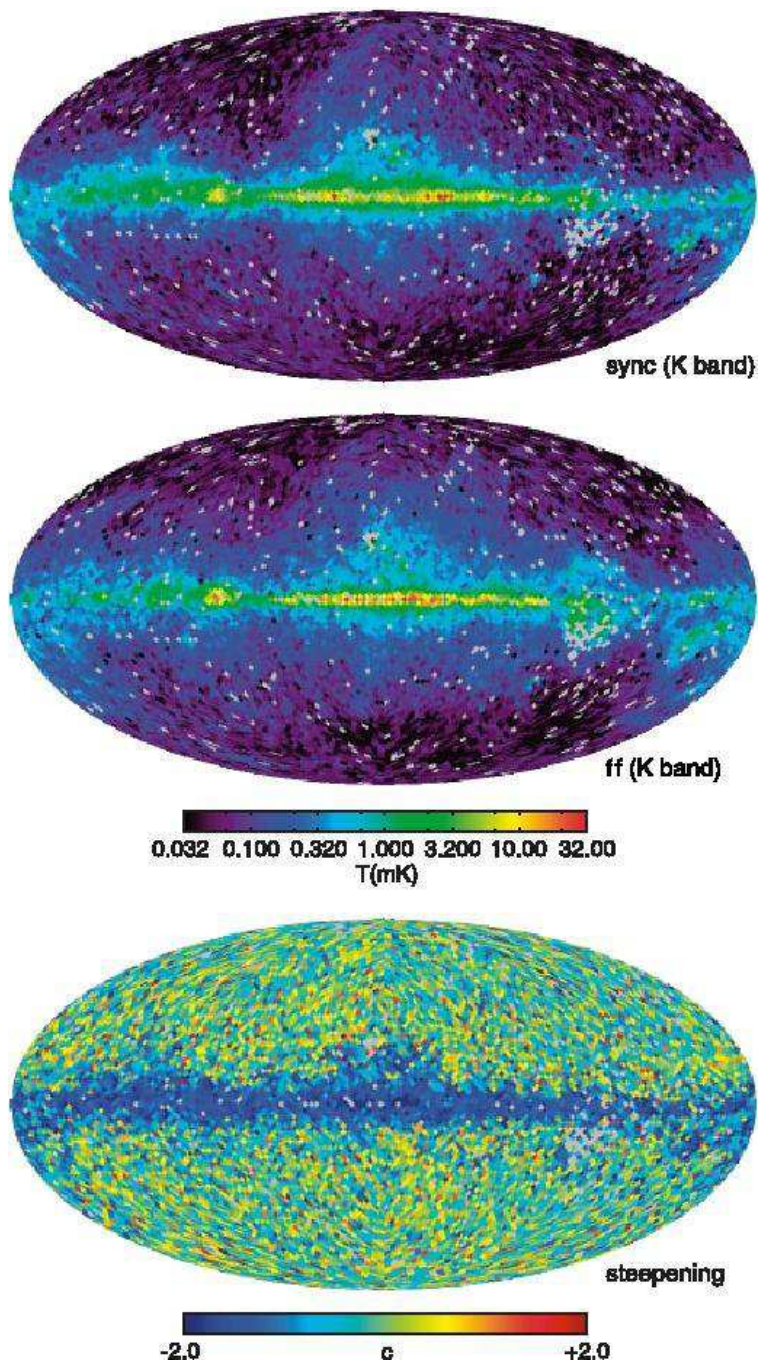 sync (K band)
ff (K band)
0.032 0.100 0.320 1.000 3.200 10.00 32.00
T(mK)
steepening
-2.0 c +2.0